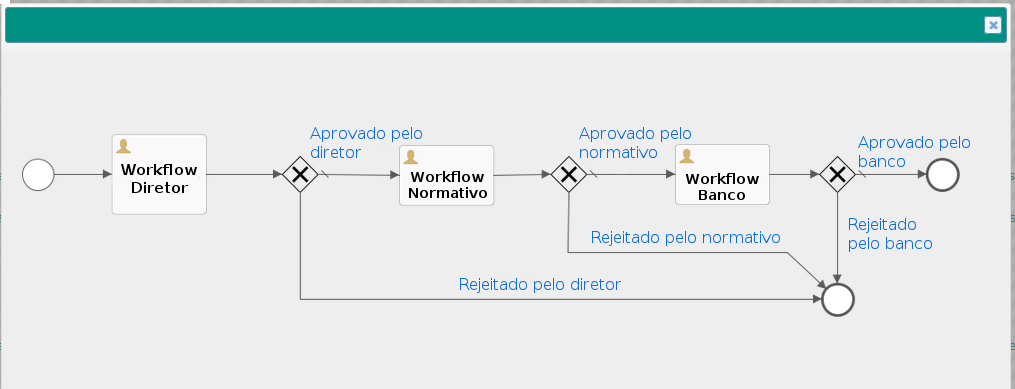 Aprovado pelo
diretor
Aprovado pelo
normativo
Aprovado pelo
banco
Workflow
Diretor
Workflow
Normativo
Workflow
Banco
Rejeitado
pelo banco
Rejeitado pelo normativo
Rejeitado pelo diretor